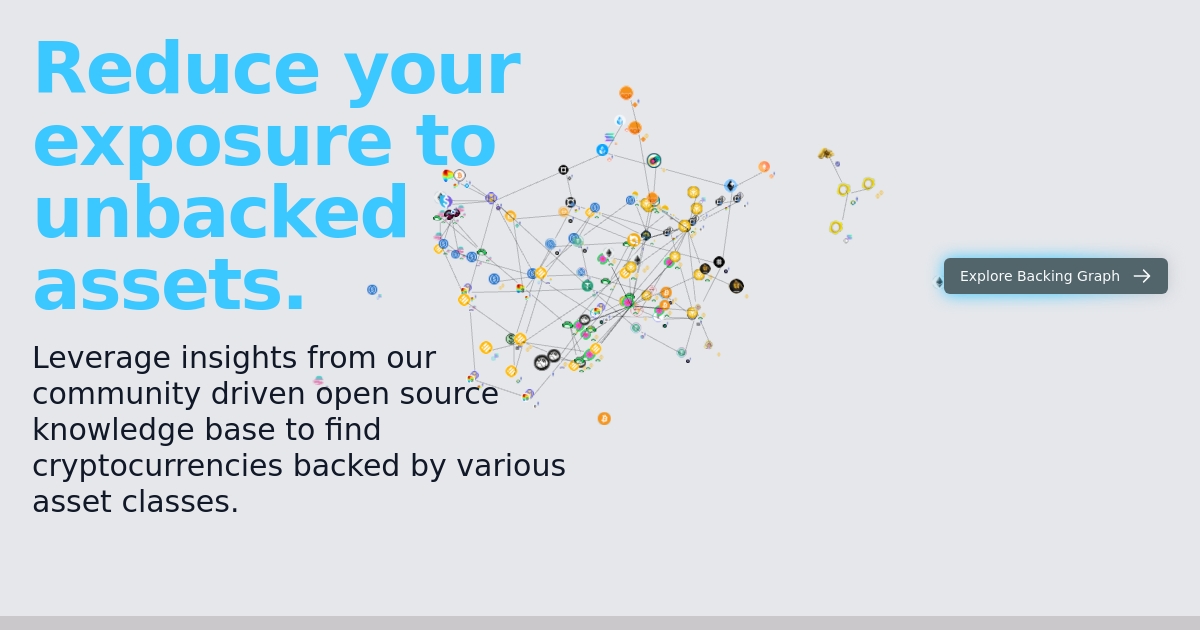 Reduce your
exposure to
unbacked
assets.
Leverage insights from our
community driven open source
knowledge base to find
cryptocurrencies backed by various
asset classes.
Explore Backing Graph